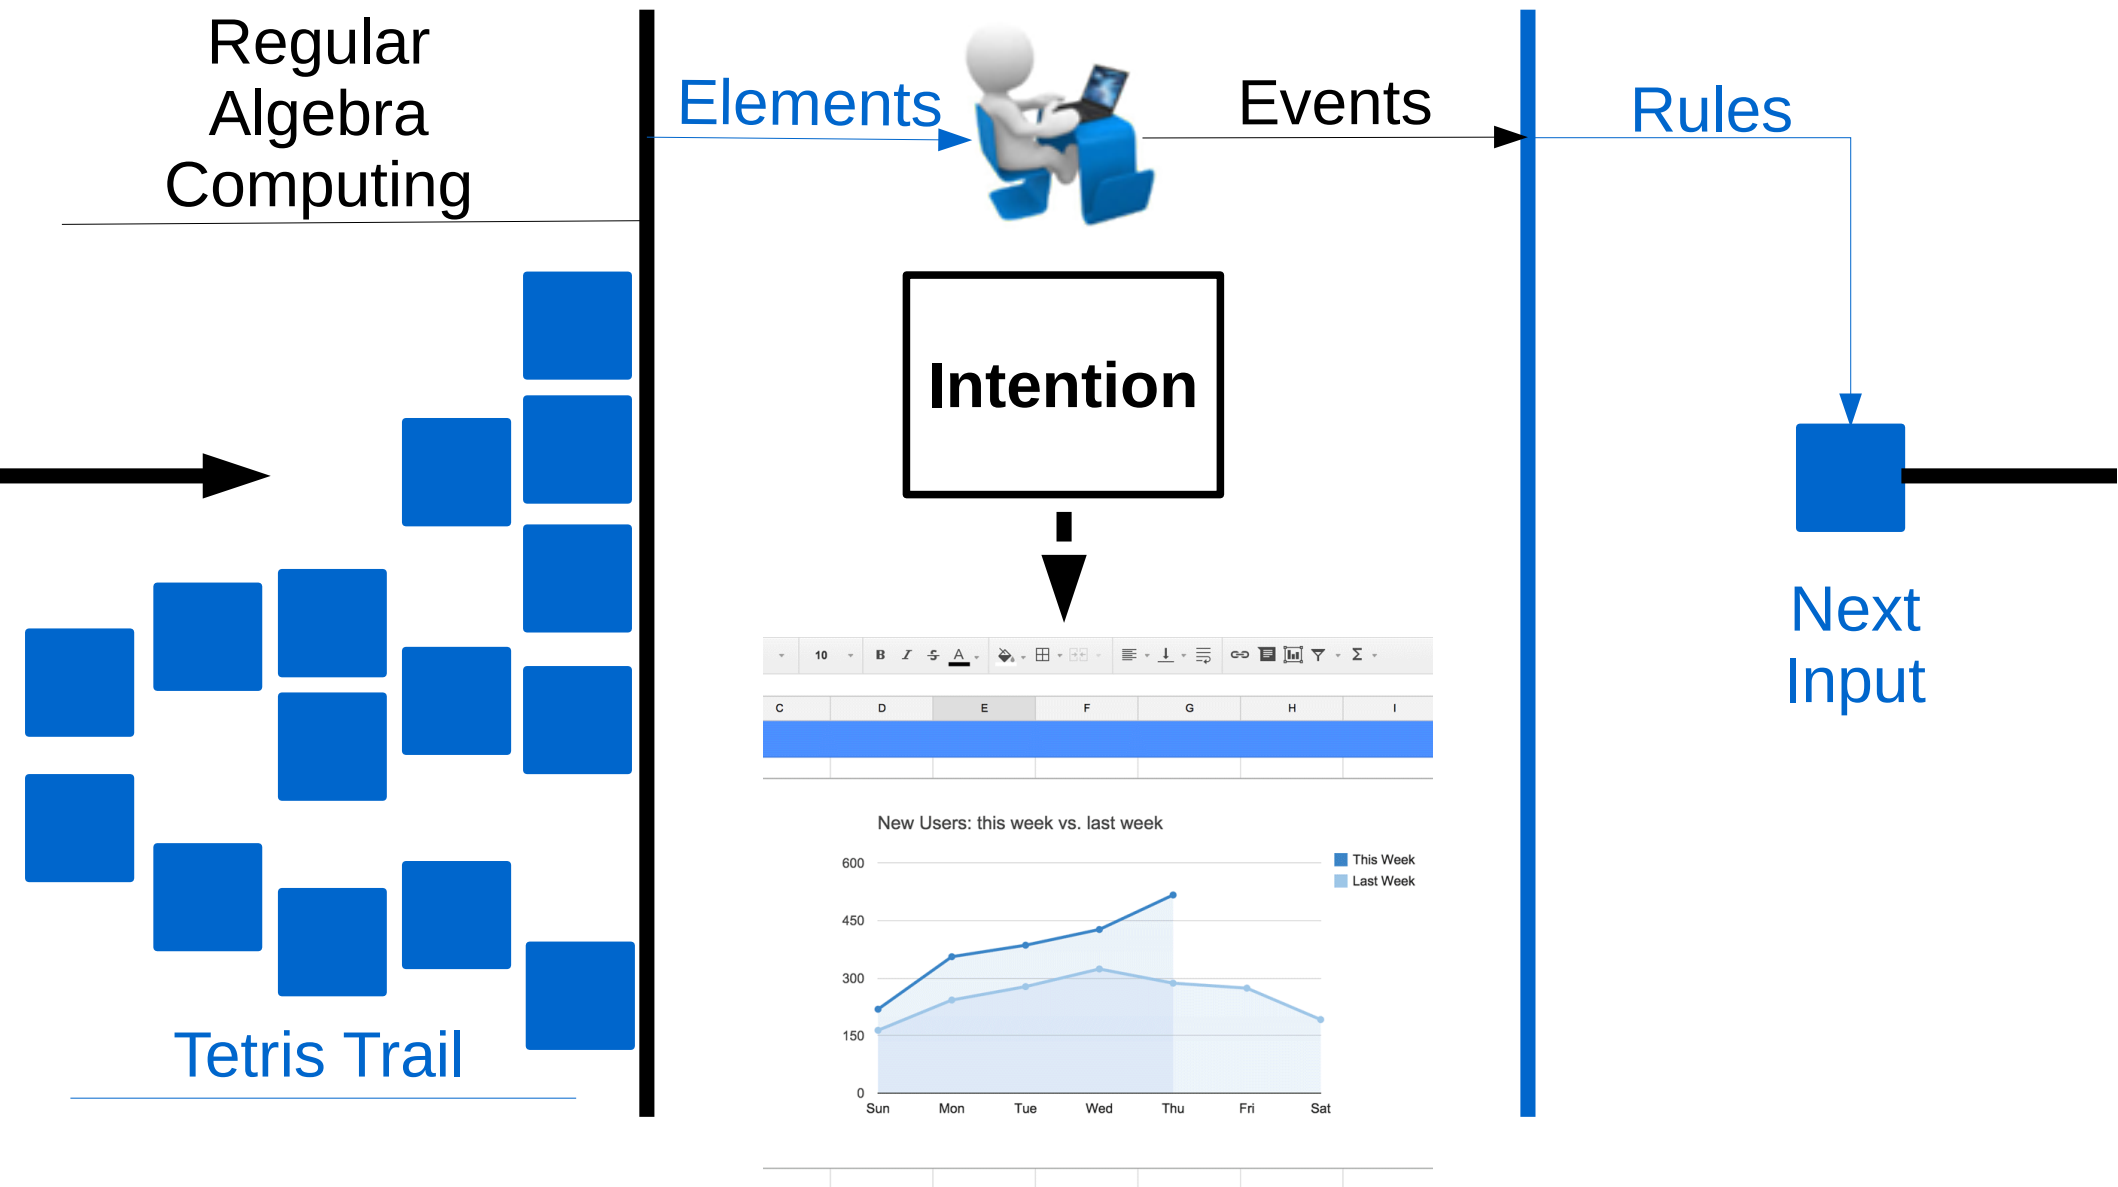 Regular
Algebra
Computing
Elements
Events
Rules
Intention
Next
Input
Tetris Trail
10 B I S A Σ
C D E F G H I
New Users: this week vs. last week
This Week
Last Week
600
450
300
150
0
Sun Mon Tue Wed Thu Fri Sat